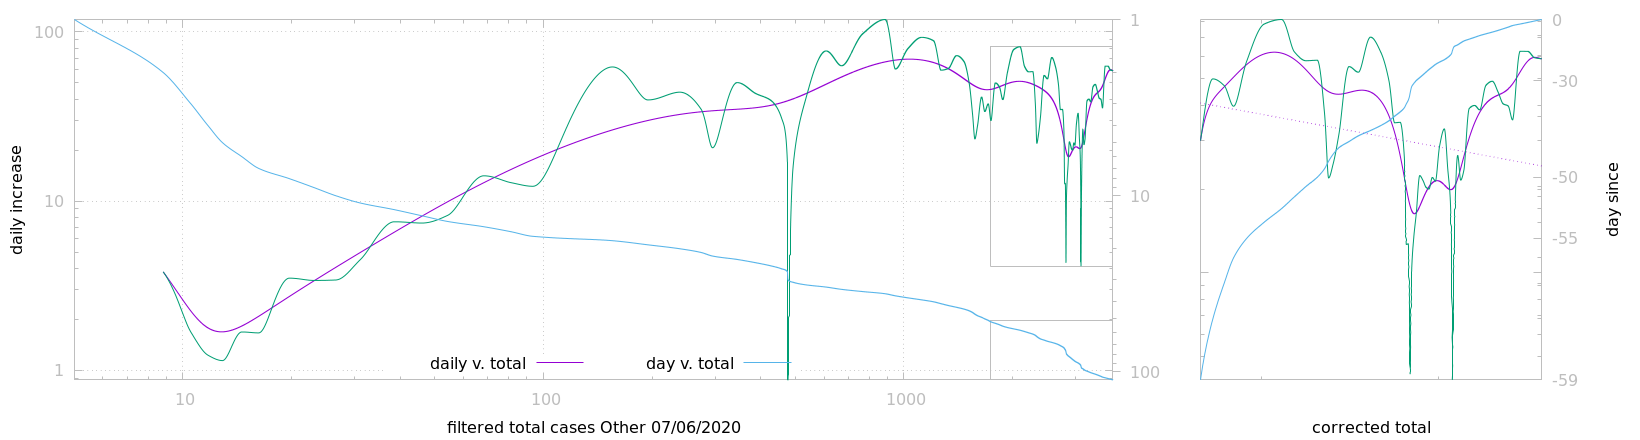 100
10
1
daily increase
10
100
1000
filtered total cases Other 07/06/2020
daily v. total
day v. total
1
10
100
0
-30
-50
-55
-59
day since
corrected total